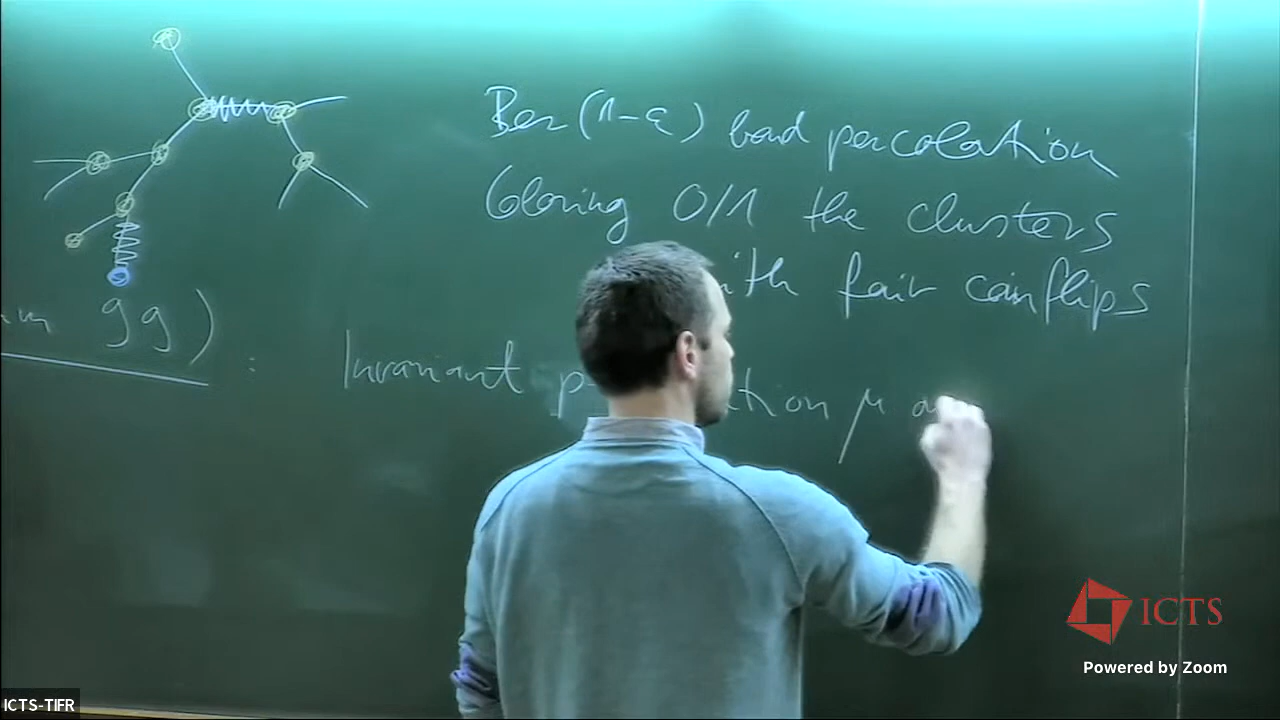 Ber (1-ε) bond percolation
Coloring 0/1 the clusters
with fair coinflips
gg)
: Invariant μ
ICTS
Powered by Zoom
ICTS-TIFR